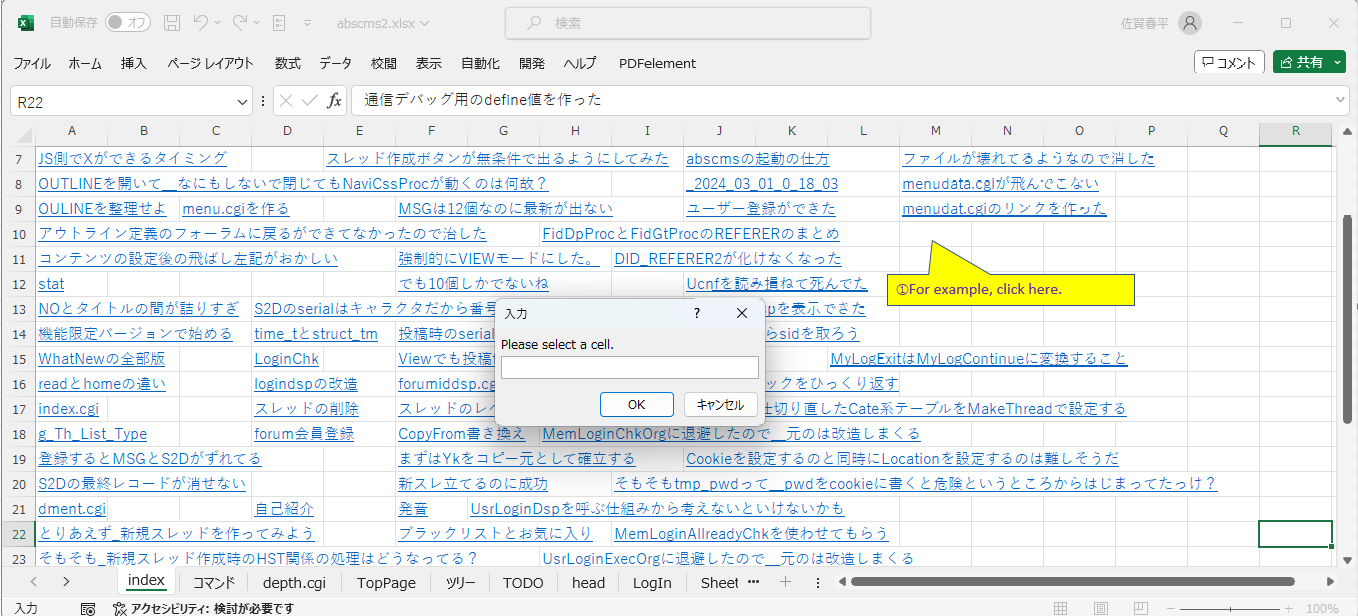 自動保存 オフ abscms2.xlsx 検索 佐賀春平
ファイル ホーム 挿入 ページ レイアウト 数式 データ 校閲 表示 自動化 開発 ヘルプ PDFelement コメント 共有
R22 fx 通信デバッグ用のdefine値を作った
A B C D E F G H I J K L M N O P Q R
7 JS側でXができるタイミング スレッド作成ボタンが無条件で出るようにしてみた abscmsの起動の仕方 ファイルが壊れてるようなので消した
8 OUTLINEを開いて__なにもしないで閉じてもNaviCssProcが動くのは何故？ _2024_03_01_0_18_03 menudata.cgiが飛んでこない
9 OULINEを整理せよ menu.cgiを作る MSGは12個なのに最新が出ない ユーザー登録ができた menudat.cgiのリンクを作った
10 アウトライン定義のフォーラムに戻るができてなかったので治した FidDpProcとFidGtProcのREFERERのまとめ
11 コンテンツの設定後の飛ばし左記がおかしい 強制的にVIEWモードにした。 DID_REFERER2が化けなくなった
12 stat でも10個しかでないね Ucnfを読み損ねて死んでた
①For example, click here.
13 NOとタイトルの間が詰りすぎ S2Dのserialはキャラクタだから番号 spを表示できた
14 機能限定バージョンで始める time_tとstruct_tm 投稿時のserial らsidを取ろう
15 WhatNewの全部版 LoginChk Viewでも投稿 MyLogExitはMyLogContinueに変換すること
16 readとhomeの違い logindspの改造 forumiddsp.cg ックをひっくり返す
17 index.cgi スレッドの削除 スレッドのレベ 仕切り直したCate系テーブルをMakeThreadで設定する
18 g_Th_List_Type forum会員登録 CopyFrom書き換え MemLoginChkOrgに退避したので__元のは改造しまくる
19 登録するとMSGとS2Dがずれてる まずはYkをコピー元として確立する Cookieを設定するのと同時にLocationを設定するのは難しそうだ
20 S2Dの最終レコードが消せない 新スレ立てるのに成功 そもそもtmp_pwdって__pwdをcookieに書くと危険というところからはじまってたっけ？
21 dment.cgi 自己紹介 発音 UsrLoginDspを呼ぶ仕組みから考えないといけないかも
22 とりあえず_新規スレッドを作ってみよう ブラックリストとお気に入り MemLoginAllreadyChkを使わせてもらう
23 そもそも_新規スレッド作成時のHST関係の処理はどうなってる？ UsrLoginExecOrgに退避したので__元のは改造しまくる
入力 ?
Please select a cell.
OK キャンセル
index コマンド depth.cgi TopPage ツリー TODO head LogIn Sheet
入力 アクセシビリティ: 検討が必要です 100%